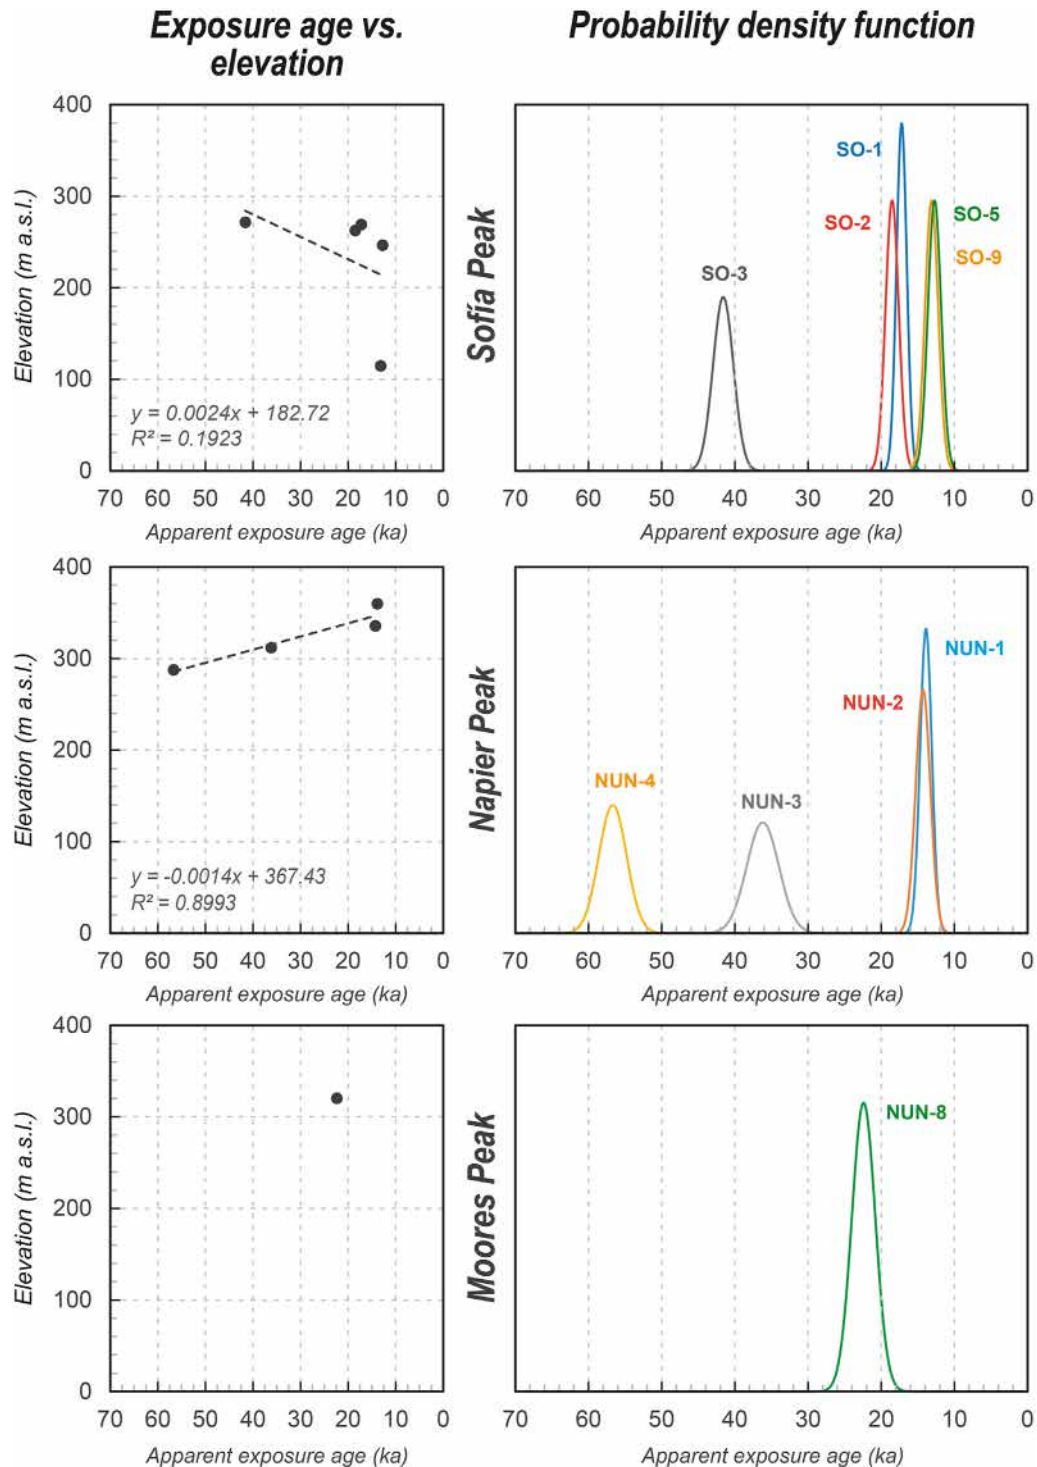 Exposure age vs.
elevation
Probability density function
400
300
200
100
0
Elevation (m a.s.l.)
y = 0.0024x + 182.72
R² = 0.1923
70 60 50 40 30 20 10 0
Apparent exposure age (ka)
Sofía Peak
SO-1
SO-2
SO-5
SO-9
SO-3
70 60 50 40 30 20 10 0
Apparent exposure age (ka)
400
300
200
100
0
Elevation (m a.s.l.)
y = -0.0014x + 367.43
R² = 0.8993
70 60 50 40 30 20 10 0
Apparent exposure age (ka)
Napier Peak
NUN-1
NUN-2
NUN-4
NUN-3
70 60 50 40 30 20 10 0
Apparent exposure age (ka)
400
300
200
100
0
Elevation (m a.s.l.)
70 60 50 40 30 20 10 0
Apparent exposure age (ka)
Moores Peak
NUN-8
70 60 50 40 30 20 10 0
Apparent exposure age (ka)